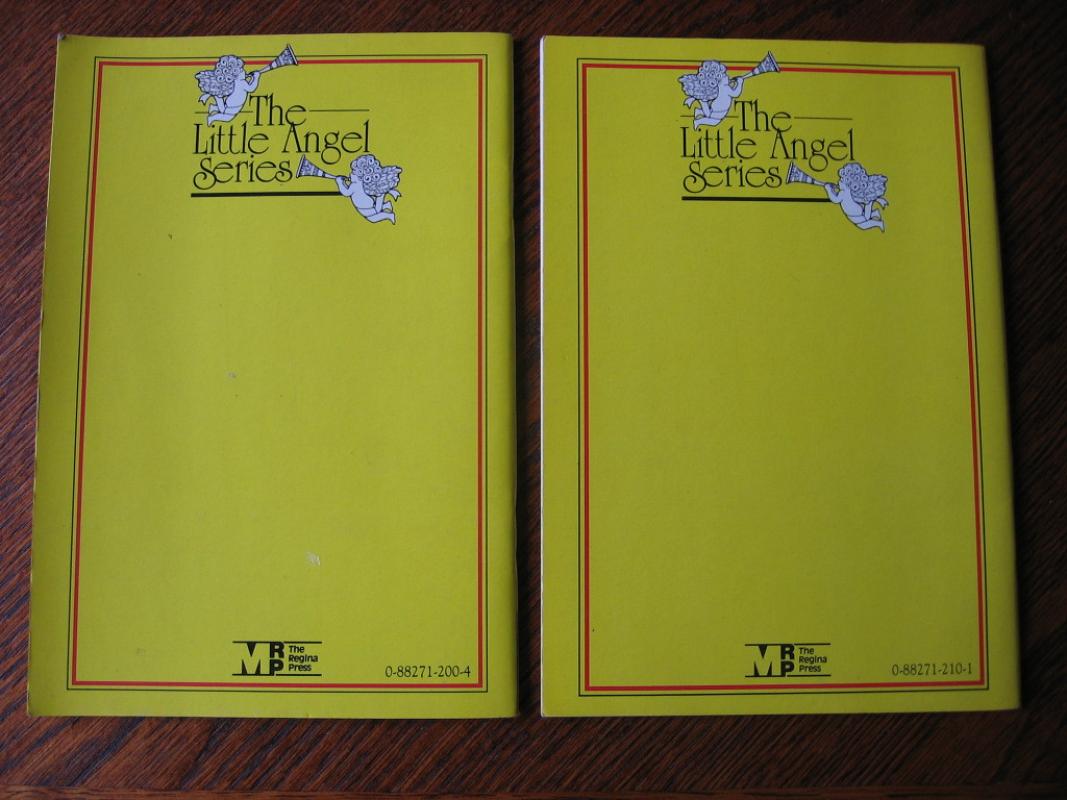 The
Little Angel
Series
MRP The
Regina
Press
0-88271-200-4
The
Little Angel
Series
MRP The
Regina
Press
0-88271-210-1